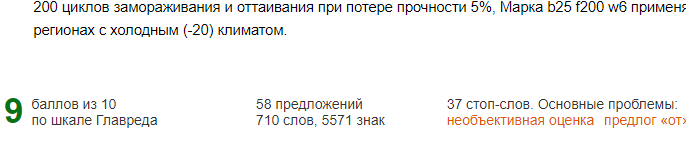 200 циклов замораживания и оттаивания при потере прочности 5%, Марка b25 f200 w6 применя
регионах с холодным (-20) климатом.
9 баллов из 10 58 предложений 37 стоп-слов. Основные проблемы:
по шкале Главреда 710 слов, 5571 знак необъективная оценка предлог «от»